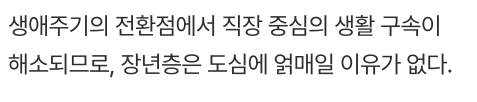 생애주기의 전환점에서 직장 중심의 생활 구속이
해소되므로, 장년층은 도심에 얽매일 이유가 없다.